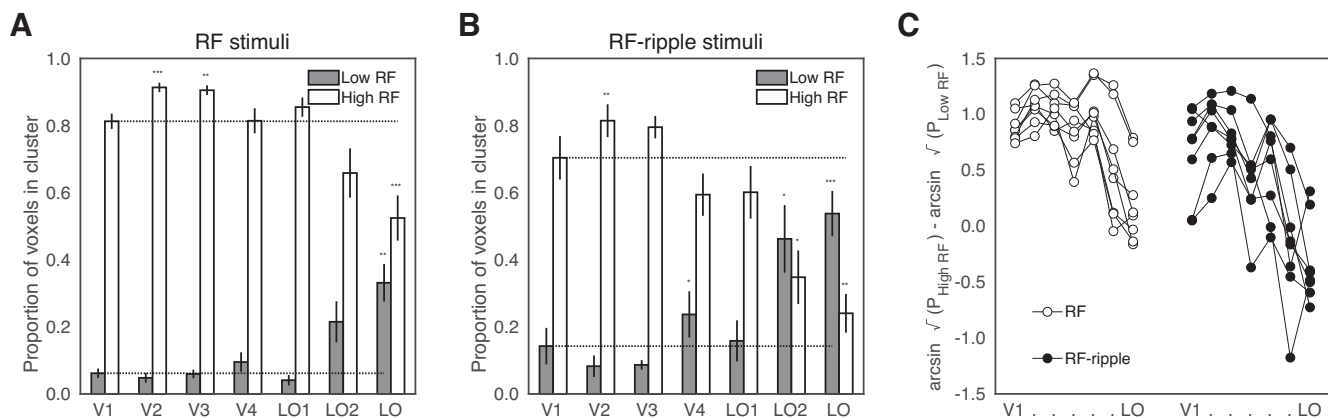 A
RF stimuli
Proportion of voxels in cluster
1.0
0.8
0.6
0.4
0.2
0.0
Low RF
High RF
***
**
**
***
V1 V2 V3 V4 LO1 LO2 LO
B
RF-ripple stimuli
Proportion of voxels in cluster
1.0
0.8
0.6
0.4
0.2
0.0
Low RF
High RF
**
*
*
*
***
**
V1 V2 V3 V4 LO1 LO2 LO
C
arcsin √ (P High RF) - arcsin √ (P Low RF)
1.5
1.0
0.5
0.0
-0.5
-1.0
-1.5
RF
RF-ripple
V1 . . . . . LO V1 . . . . . LO